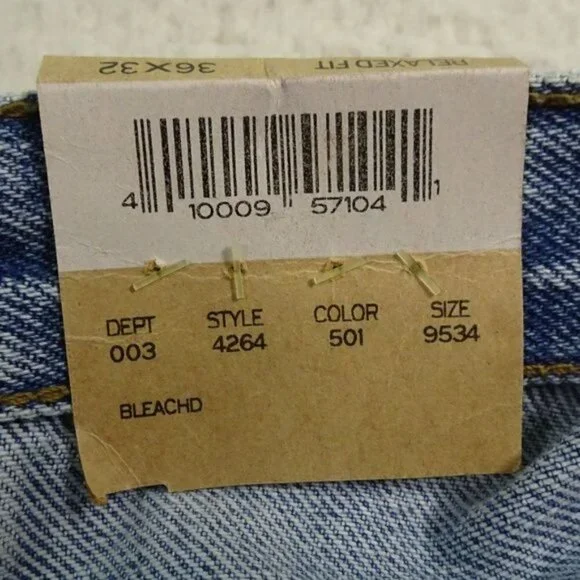 36X32 RELAXED FIT
4 10009 57104 1
DEPT STYLE COLOR SIZE
003 4264 501 9534
BLEACHD